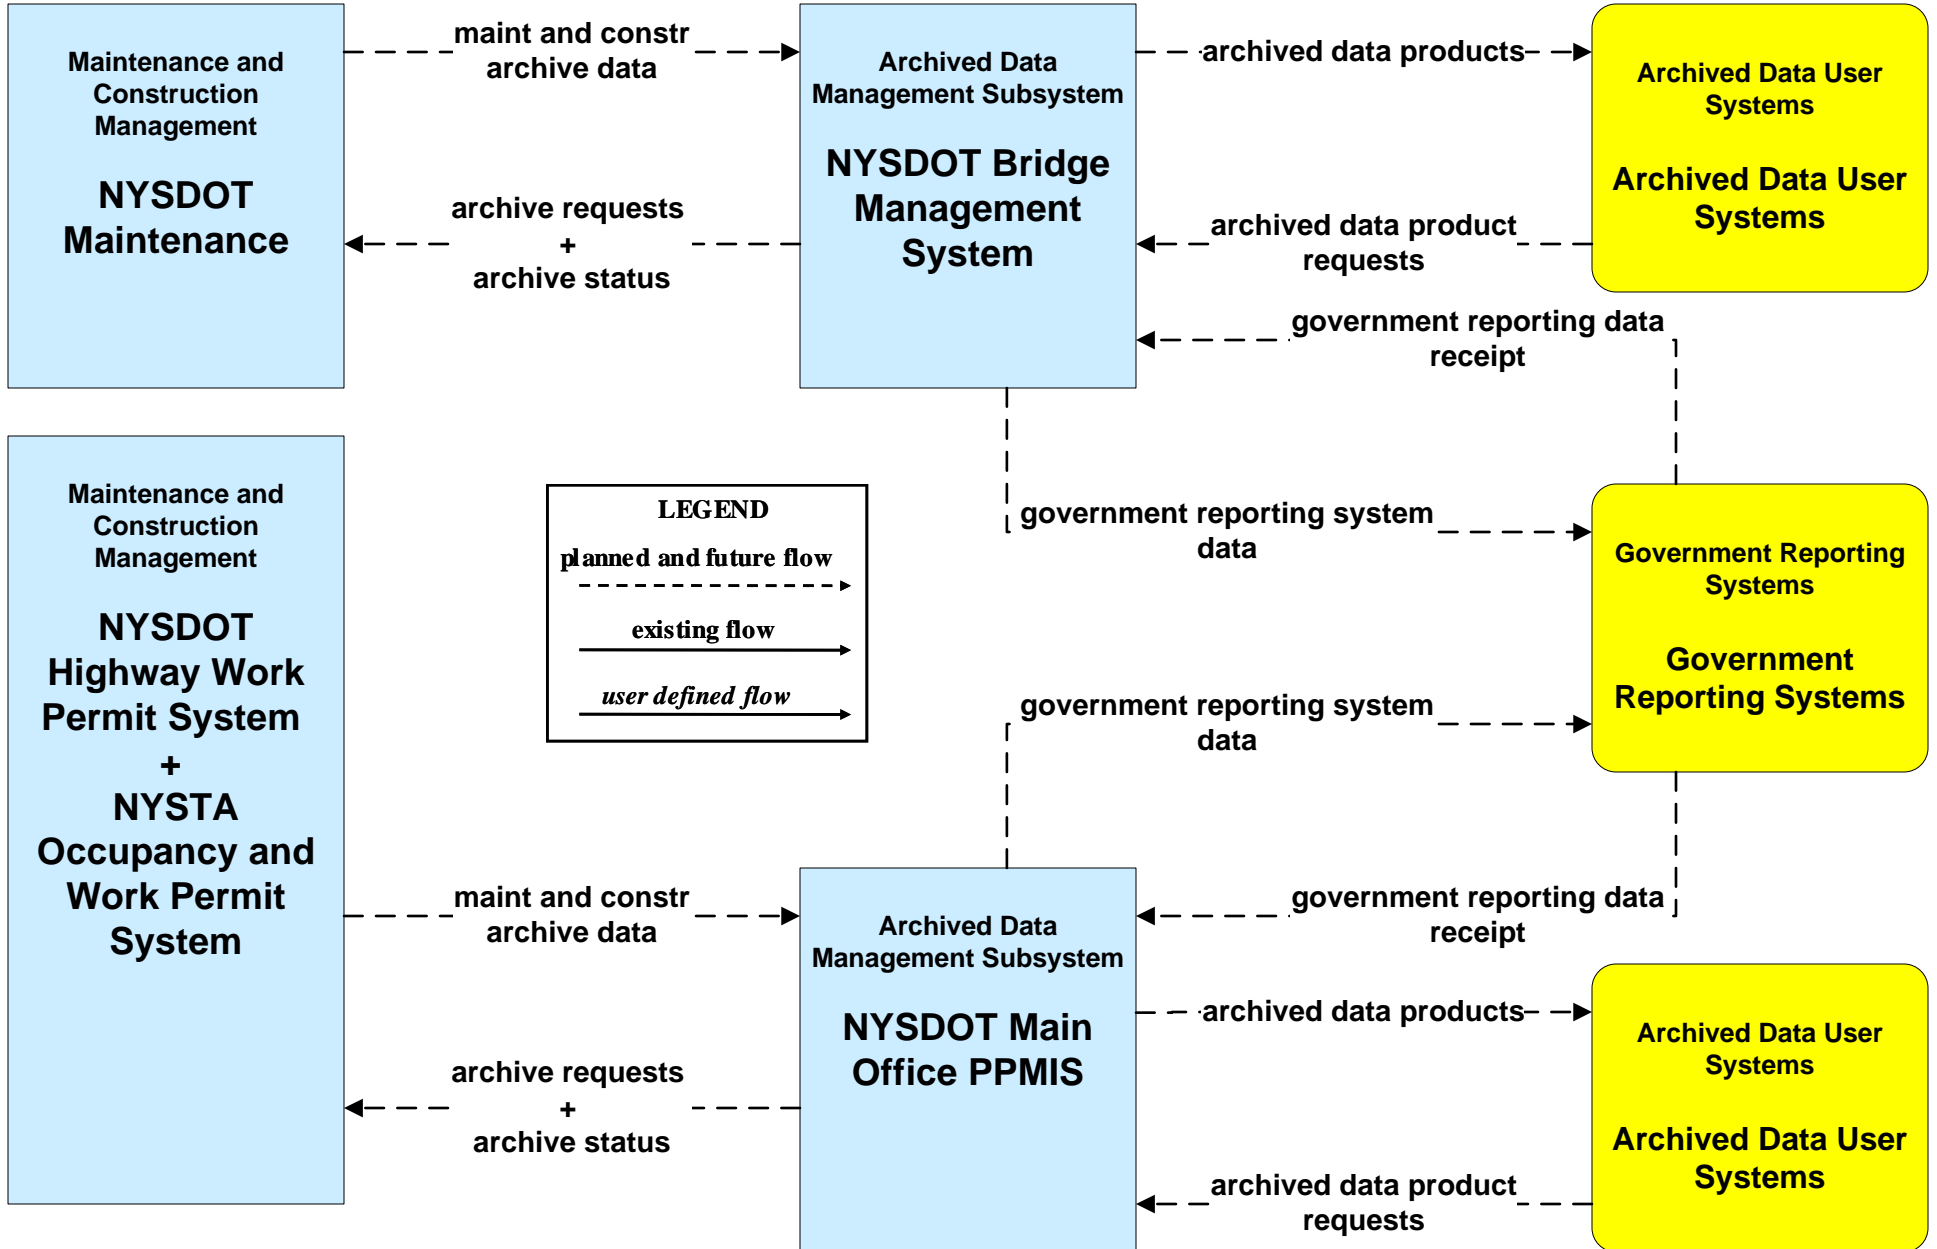 Maintenance and
Construction
Management
NYSDOT
Maintenance
maint and constr
archive data
archive requests
+
archive status
Archived Data
Management Subsystem
NYSDOT Bridge
Management
System
archived data products
archived data product
requests
Archived Data User
Systems
Archived Data User
Systems
government reporting data
receipt
Maintenance and
Construction
Management
NYSDOT
Highway Work
Permit System
+
NYSTA
Occupancy and
Work Permit
System
LEGEND
planned and future flow
existing flow
user defined flow
government reporting system
data
Government Reporting
Systems
Government
Reporting Systems
government reporting system
data
maint and constr
archive data
archive requests
+
archive status
Archived Data
Management Subsystem
NYSDOT Main
Office PPMIS
government reporting data
receipt
archived data products
archived data product
requests
Archived Data User
Systems
Archived Data User
Systems